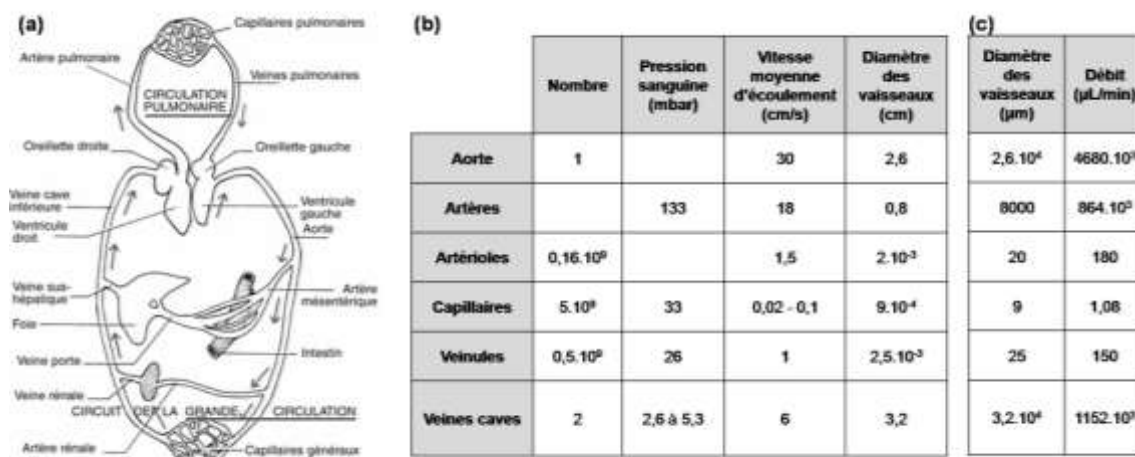 (a)
Capillaires pulmonaires
Artère pulmonaire
Veines pulmonaires
CIRCULATION
PULMONAIRE
Oreillette droite
Oreillette gauche
Veine cave
inférieure
Ventricule
droit
Ventricule
gauche
Aorte
Veine sus-
hépatique
Artère
mésentérique
Foie
Veine porte
Intestin
Veine rénale
CIRCUIT DE LA GRANDE CIRCULATION
Artère rénale
Capillaires généraux
(b)
Nombre Pression sanguine (mbar) Vitesse moyenne d'écoulement (cm/s) Diamètre des vaisseaux (cm)
Aorte 1 30 2,6
Artères 133 18 0,8
Artérioles 0,16.10⁹ 1,5 2.10⁻³
Capillaires 5.10⁹ 33 0,02 - 0,1 9.10⁻⁴
Veinules 0,5.10⁹ 26 1 2,5.10⁻³
Veines caves 2 2,6 à 5,3 6 3,2
(c)
Diamètre des vaisseaux (µm) Débit (µL/min)
2,6.10⁴ 4680.10³
8000 864.10³
20 180
9 1,08
25 150
3,2.10⁴ 1152.10³